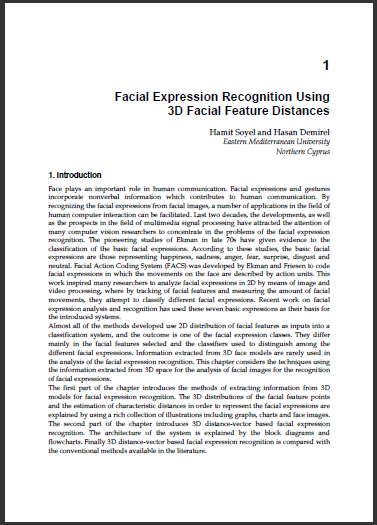 1
Facial Expression Recognition Using
3D Facial Feature Distances
Hamit Soyel and Hasan Demirel
Eastern Mediterranean University
Northern Cyprus
1. Introduction
Face plays an important role in human communication. Facial expressions and gestures
incorporate nonverbal information which contributes to human communication. By
recognizing the facial expressions from facial images, a number of applications in the field of
human computer interaction can be facilitated. Last two decades, the developments, as well
as the prospects in the field of multimedia signal processing have attracted the attention of
many computer vision researchers to concentrate in the problems of the facial expression
recognition. The pioneering studies of Ekman in late 70s have given evidence to the
classification of the basic facial expressions. According to these studies, the basic facial
expressions are those representing happiness, sadness, anger, fear, surprise, disgust and
neutral. Facial Action Coding System (FACS) was developed by Ekman and Friesen to code
facial expressions in which the movements on the face are described by action units. This
work inspired many researchers to analyze facial expressions in 2D by means of image and
video processing, where by tracking of facial features and measuring the amount of facial
movements, they attempt to classify different facial expressions. Recent work on facial
expression analysis and recognition has used these seven basic expressions as their basis for
the introduced systems.
Almost all of the methods developed use 2D distribution of facial features as inputs into a
classification system, and the outcome is one of the facial expression classes. They differ
mainly in the facial features selected and the classifiers used to distinguish among the
different facial expressions. Information extracted from 3D face models are rarely used in
the analysis of the facial expression recognition. This chapter considers the techniques using
the information extracted from 3D space for the analysis of facial images for the recognition
of facial expressions.
The first part of the chapter introduces the methods of extracting information from 3D
models for facial expression recognition. The 3D distributions of the facial feature points
and the estimation of characteristic distances in order to represent the facial expressions are
explained by using a rich collection of illustrations including graphs, charts and face images.
The second part of the chapter introduces 3D distance-vector based facial expression
recognition. The architecture of the system is explained by the block diagrams and
flowcharts. Finally 3D distance-vector based facial expression recognition is compared with
the conventional methods available in the literature.